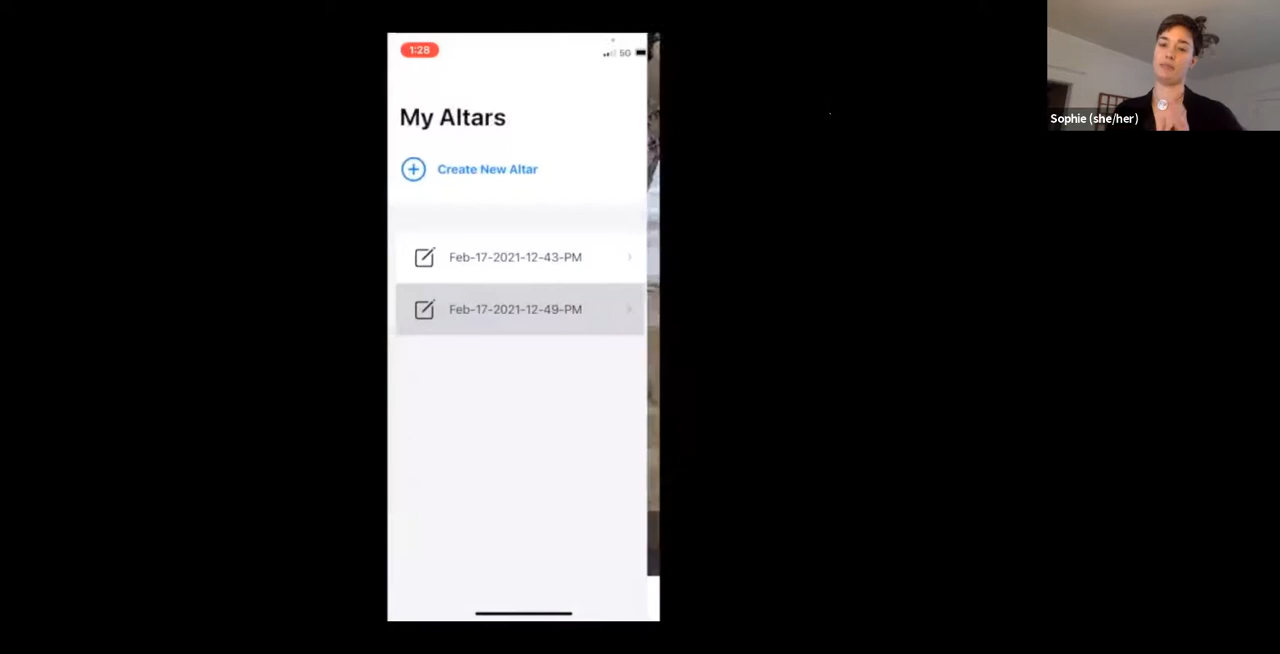 1:28
5G
My Altars
Create New Altar
Feb-17-2021-12-43-PM
Feb-17-2021-12-49-PM
Sophie (she/her)